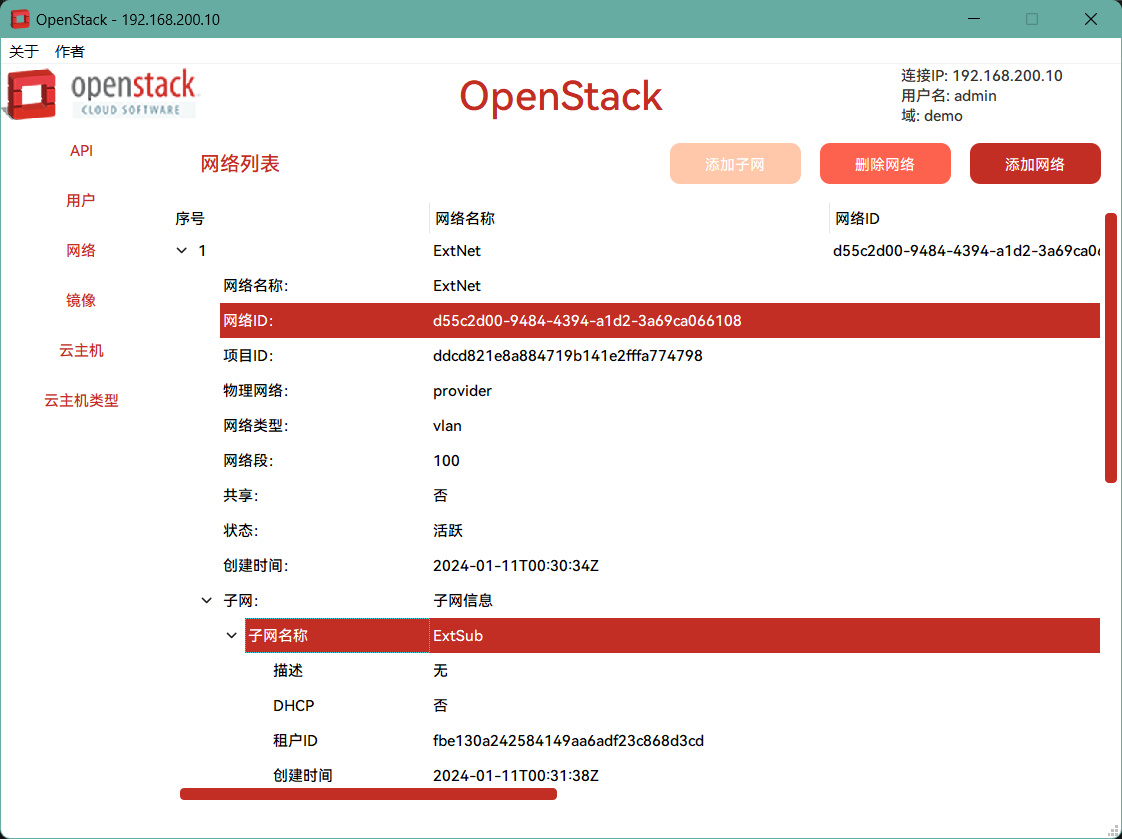 OpenStack - 192.168.200.10
关于 作者
openstack
CLOUD SOFTWARE
OpenStack
连接IP: 192.168.200.10
用户名: admin
域: demo
API
用户
网络
镜像
云主机
云主机类型
网络列表 添加子网 删除网络 添加网络
序号 网络名称 网络ID
1 ExtNet d55c2d00-9484-4394-a1d2-3a69ca0
网络名称: ExtNet
网络ID: d55c2d00-9484-4394-a1d2-3a69ca066108
项目ID: ddcd821e8a884719b141e2fffa774798
物理网络: provider
网络类型: vlan
网络段: 100
共享: 否
状态: 活跃
创建时间: 2024-01-11T00:30:34Z
子网: 子网信息
子网名称 ExtSub
描述 无
DHCP 否
租户ID fbe130a242584149aa6adf23c868d3cd
创建时间 2024-01-11T00:31:38Z